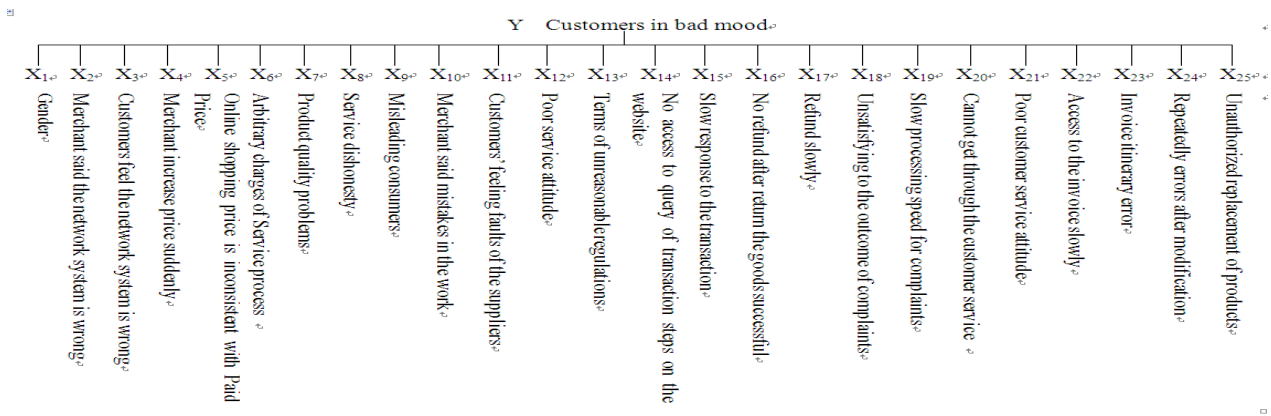 Y Customers in bad mood
X1 X2 X3 X4 X5 X6 X7 X8 X9 X10 X11 X12 X13 X14 X15 X16 X17 X18 X19 X20 X21 X22 X23 X24 X25
Gender
Merchant said the network system is wrong
Customers feel the network system is wrong
Merchant increase price suddenly
Online shopping price is inconsistent with Paid
Price
Arbitrary charges of Service process
Product quality problems
Service dishonesty
Misleading consumers
Merchant said mistakes in the work
Customers' feeling faults of the suppliers
Poor service attitude
Terms of unreasonable regulations
No access to query of transaction steps on the
website
Slow response to the transaction
No refund after return the goods successful
Refund slowly
Unsatisfying to the outcome of complaints
Slow processing speed for complaints
Cannot get through the customer service
Poor customer service attitude
Access to the invoice slowly
Invoice itinerary error
Repeatedly errors after modification
Unauthorized replacement of products